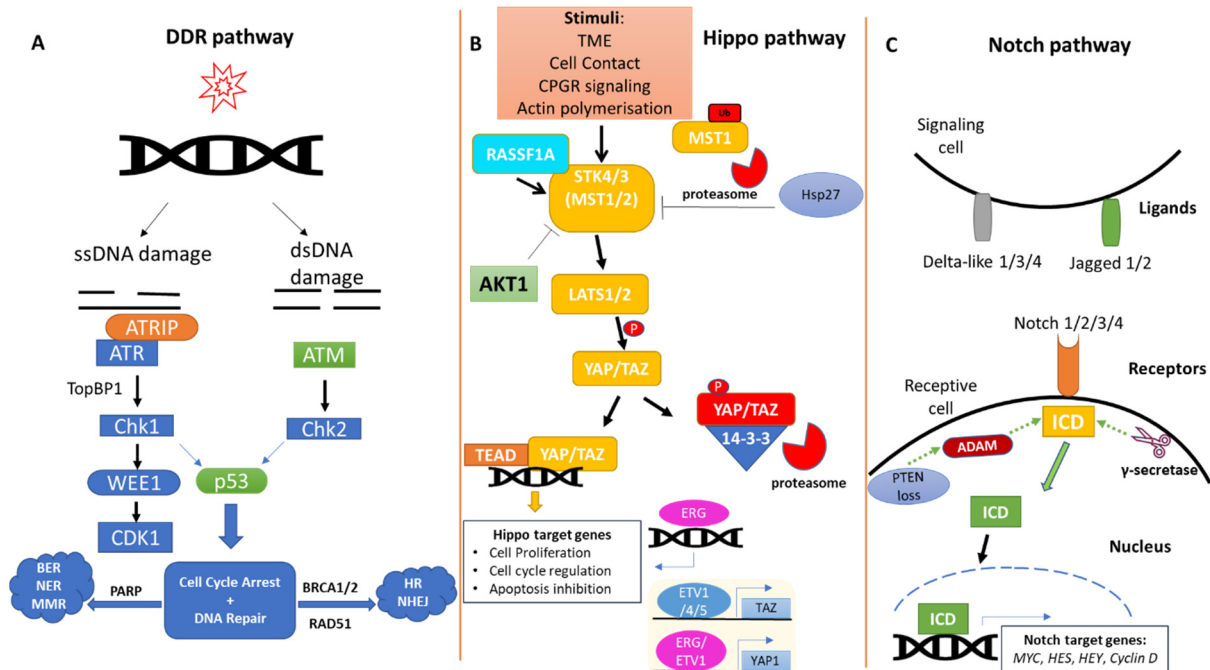 A
DDR pathway
ssDNA damage
dsDNA
damage
ATRIP
ATR
ATM
TopBP1
Chk1
Chk2
WEE1
p53
CDK1
BER
NER
MMR
PARP
Cell Cycle Arrest
+
DNA Repair
BRCA1/2
RAD51
HR
NHEJ
B
Hippo pathway
Stimuli:
TME
Cell Contact
CPGR signaling
Actin polymerisation
Ub
MST1
proteasome
RASSF1A
STK4/3
(MST1/2)
Hsp27
AKT1
LATS1/2
P
YAP/TAZ
P
YAP/TAZ
14-3-3
proteasome
TEAD
YAP/TAZ
Hippo target genes
• Cell Proliferation
• Cell cycle regulation
• Apoptosis inhibition
ERG
ETV1
/4/5
TAZ
ERG/
ETV1
YAP1
C
Notch pathway
Signaling
cell
Ligands
Delta-like 1/3/4
Jagged 1/2
Notch 1/2/3/4
Receptors
Receptive
cell
ICD
ADAM
γ-secretase
PTEN
loss
ICD
Nucleus
ICD
Notch target genes:
MYC, HES, HEY, Cyclin D